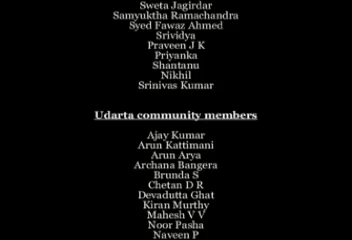 Sweta Jagirdar
Samyuktha Ramachandra
Syed Fawaz Ahmed
Srividya
Praveen J K
Priyanka
Shantanu
Nikhil
Srinivas Kumar
Udarta community members
Ajay Kumar
Arun Kattimani
Arun Arya
Archana Bangera
Brunda S
Chetan D R
Devadutta Ghat
Kiran Murthy
Mahesh V V
Noor Pasha
Naveen P